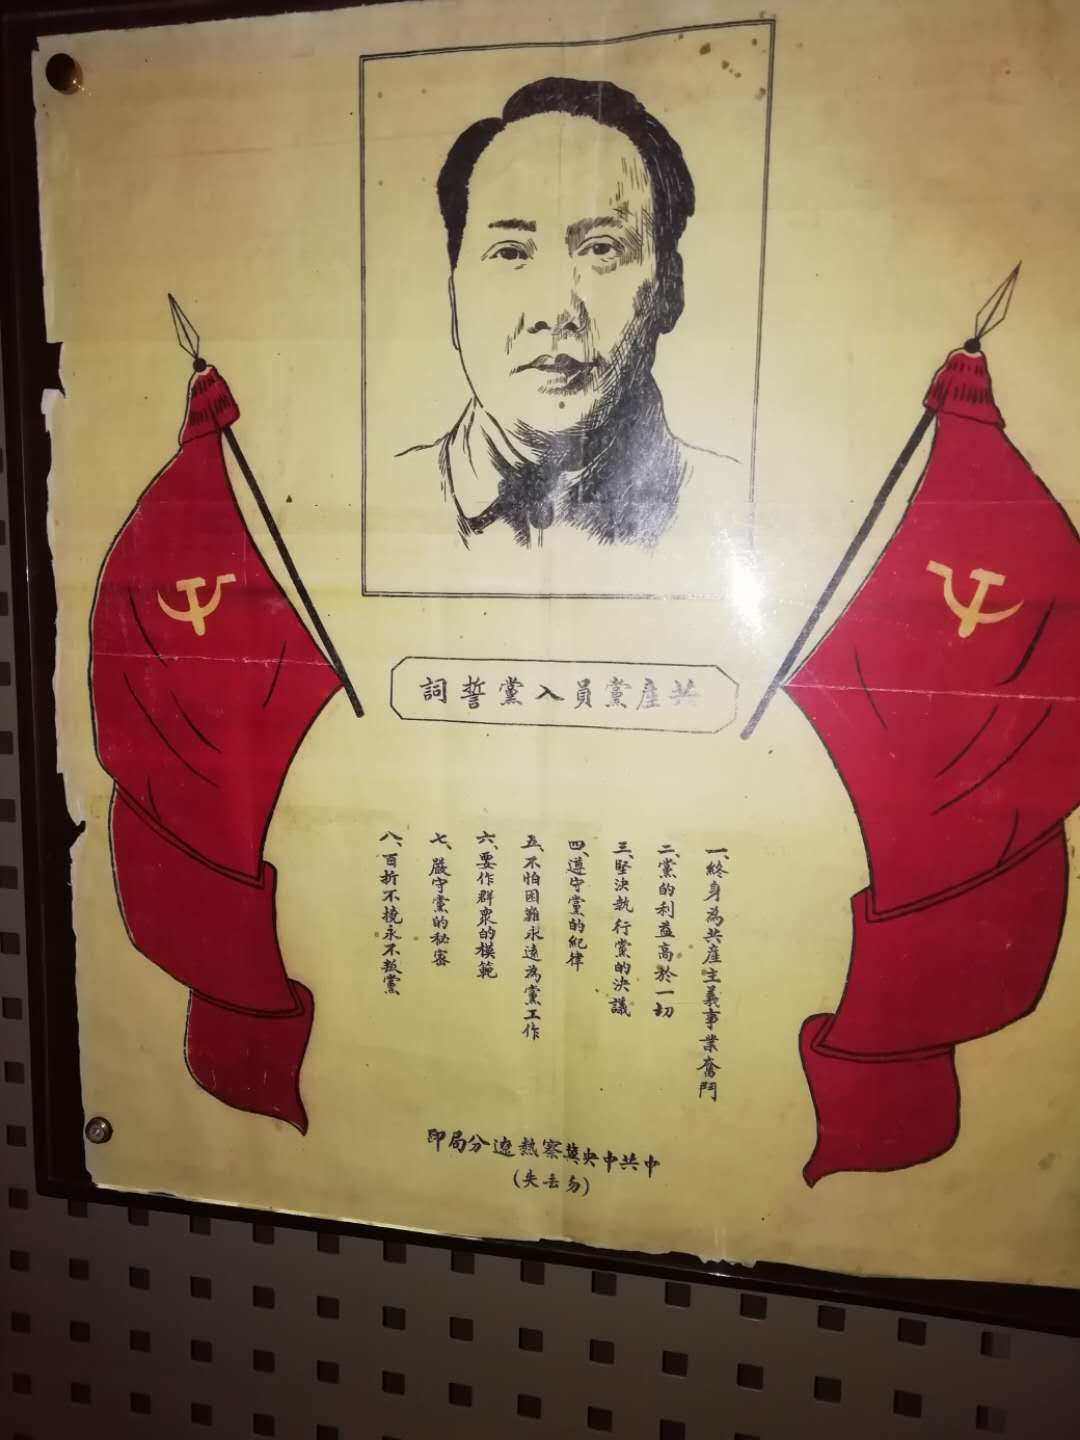 共產黨員入黨誓詞
一、終身為共產主義事業奮鬥
二、黨的利益高於一切
三、堅決執行黨的決議
四、遵守黨的紀律
五、不怕困難永遠為黨工作
六、要作群眾的模範
七、嚴守黨的秘密
八、百折不撓永不叛黨
中共中央冀察熱遼分局印
(勿丟失)